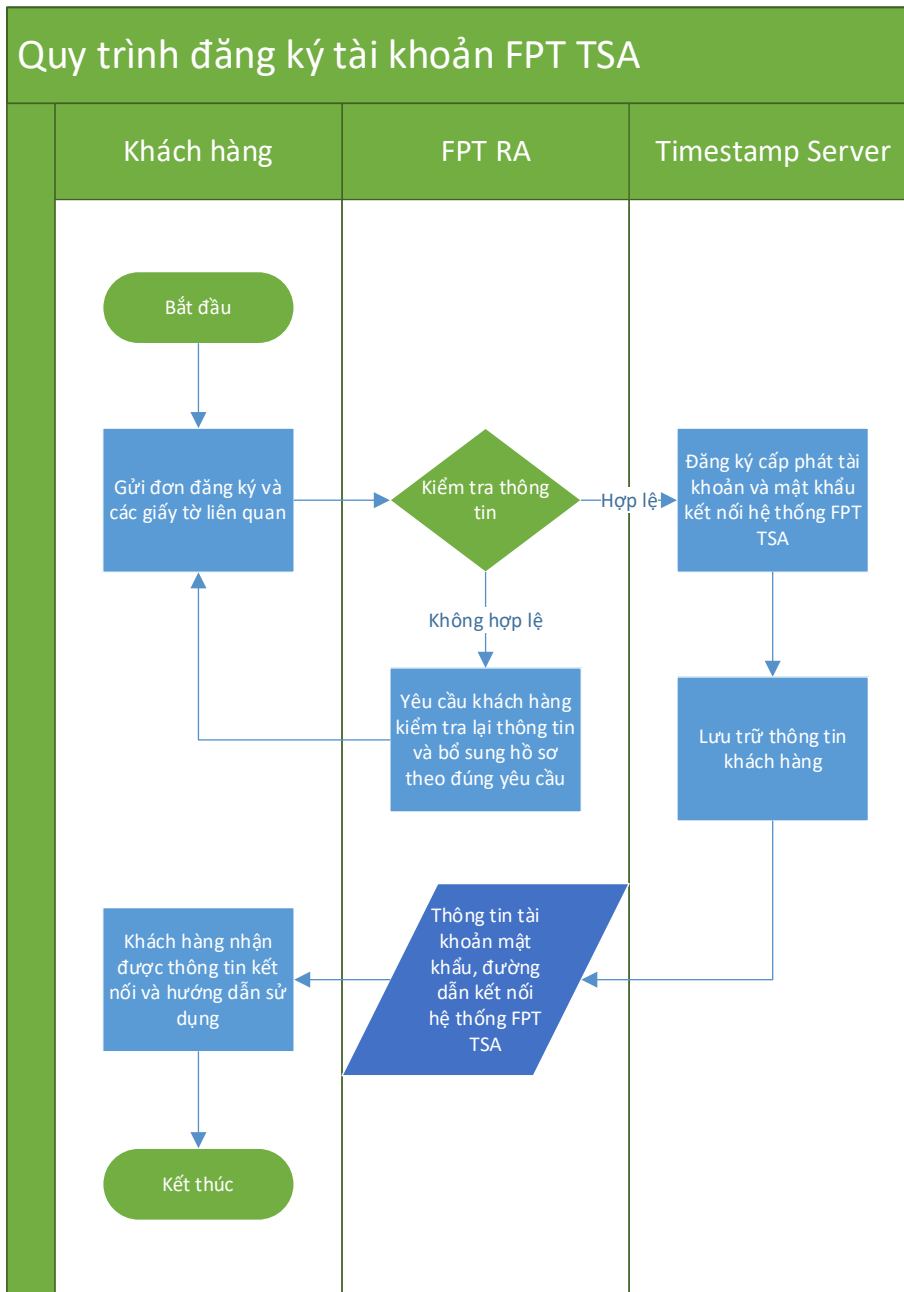 Quy trình đăng ký tài khoản FPT TSA
Khách hàng
FPT RA
Timestamp Server
Bắt đầu
Gửi đơn đăng ký và
các giấy tờ liên quan
Kiểm tra thông
tin
Hợp lệ
Đăng ký cấp phát tài
khoản và mật khẩu
kết nối hệ thống FPT
TSA
Không hợp lệ
Yêu cầu khách hàng
kiểm tra lại thông tin
và bổ sung hồ sơ
theo đúng yêu cầu
Lưu trữ thông tin
khách hàng
Thông tin tài
khoản mật
khẩu, đường
dẫn kết nối
hệ thống FPT
TSA
Khách hàng nhận
được thông tin kết
nối và hướng dẫn sử
dụng
Kết thúc